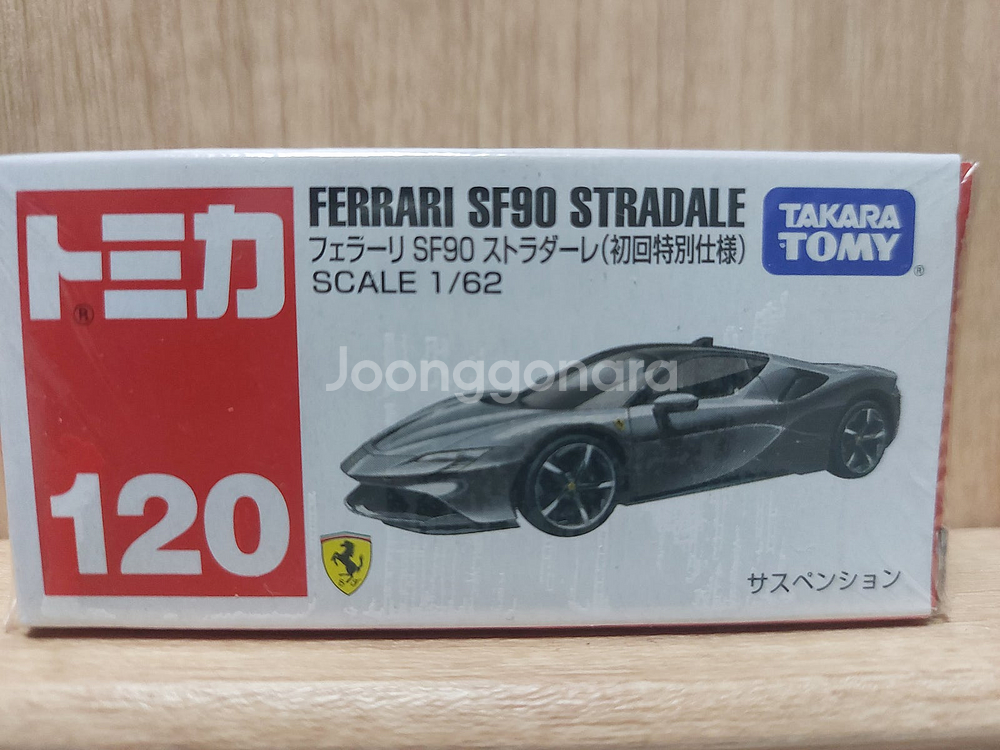 トミカ
®
120
FERRARI SF90 STRADALE
フェラーリ SF90 ストラダーレ(初回特別仕様)
SCALE 1/62
TAKARA
TOMY
®
Joonggonara
S F
サスペンション